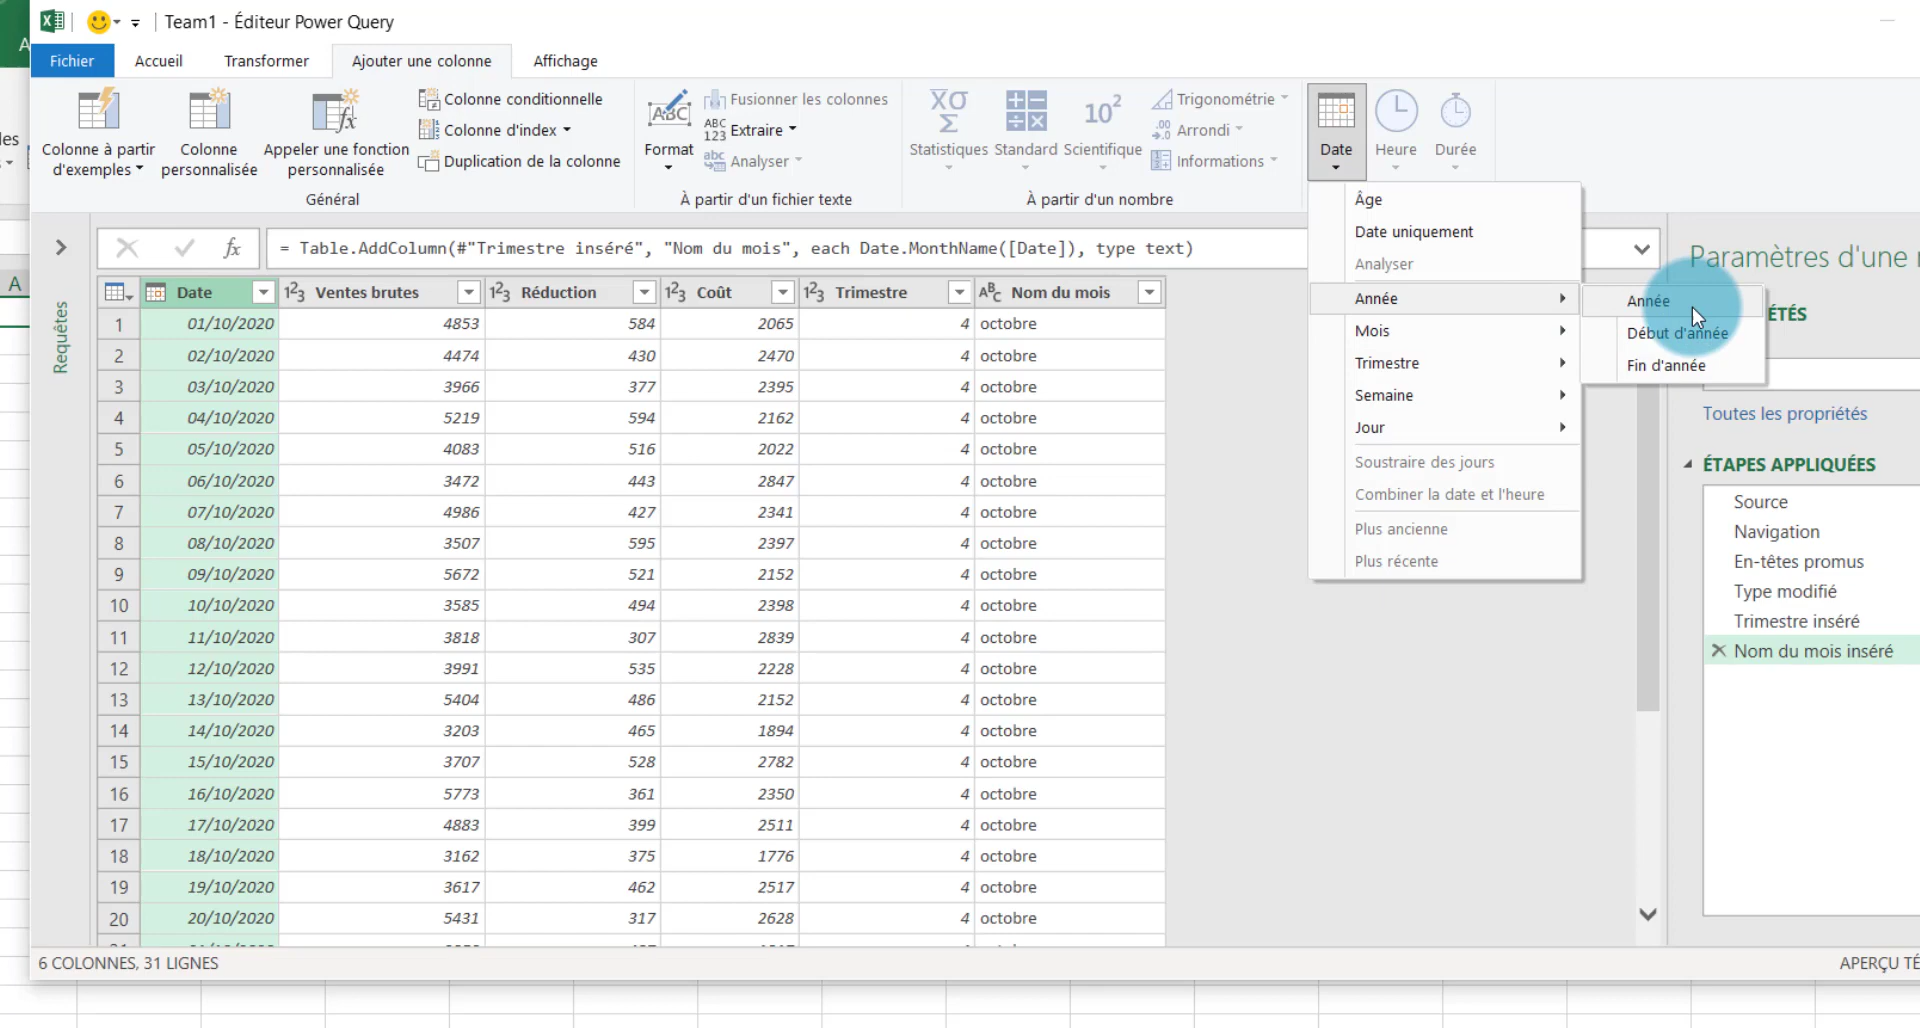 Team1 - Éditeur Power Query
Fichier Accueil Transformer Ajouter une colonne Affichage
Colonne à partir d'exemples
Colonne personnalisée
Appeler une fonction personnalisée
Colonne conditionnelle
Colonne d'index
Duplication de la colonne
Général
ABC
Format
Fusionner les colonnes
ABC
123 Extraire
abc Analyser
À partir d'un fichier texte
XΣ
Statistiques
Standard
10²
Scientifique
Trigonométrie
.00 Arrondi
Informations
À partir d'un nombre
Date
Heure
Durée
Âge
Date uniquement
Analyser
Année
Mois
Trimestre
Semaine
Jour
Soustraire des jours
Combiner la date et l'heure
Plus ancienne
Plus récente
Année
Début d'année
Fin d'année
A
Requêtes
fx = Table.AddColumn(#"Trimestre inséré", "Nom du mois", each Date.MonthName([Date]), type text)
Date 123 Ventes brutes 123 Réduction 123 Coût 123 Trimestre ABC Nom du mois
1 01/10/2020 4853 584 2065 4 octobre
2 02/10/2020 4474 430 2470 4 octobre
3 03/10/2020 3966 377 2395 4 octobre
4 04/10/2020 5219 594 2162 4 octobre
5 05/10/2020 4083 516 2022 4 octobre
6 06/10/2020 3472 443 2847 4 octobre
7 07/10/2020 4986 427 2341 4 octobre
8 08/10/2020 3507 595 2397 4 octobre
9 09/10/2020 5672 521 2152 4 octobre
10 10/10/2020 3585 494 2398 4 octobre
11 11/10/2020 3818 307 2839 4 octobre
12 12/10/2020 3991 535 2228 4 octobre
13 13/10/2020 5404 486 2152 4 octobre
14 14/10/2020 3203 465 1894 4 octobre
15 15/10/2020 3707 528 2782 4 octobre
16 16/10/2020 5773 361 2350 4 octobre
17 17/10/2020 4883 399 2511 4 octobre
18 18/10/2020 3162 375 1776 4 octobre
19 19/10/2020 3617 462 2517 4 octobre
20 20/10/2020 5431 317 2628 4 octobre
Paramètres d'une
ÉTÉS
Toutes les propriétés
ÉTAPES APPLIQUÉES
Source
Navigation
En-têtes promus
Type modifié
Trimestre inséré
Nom du mois inséré
6 COLONNES, 31 LIGNES
APERÇU TÉ